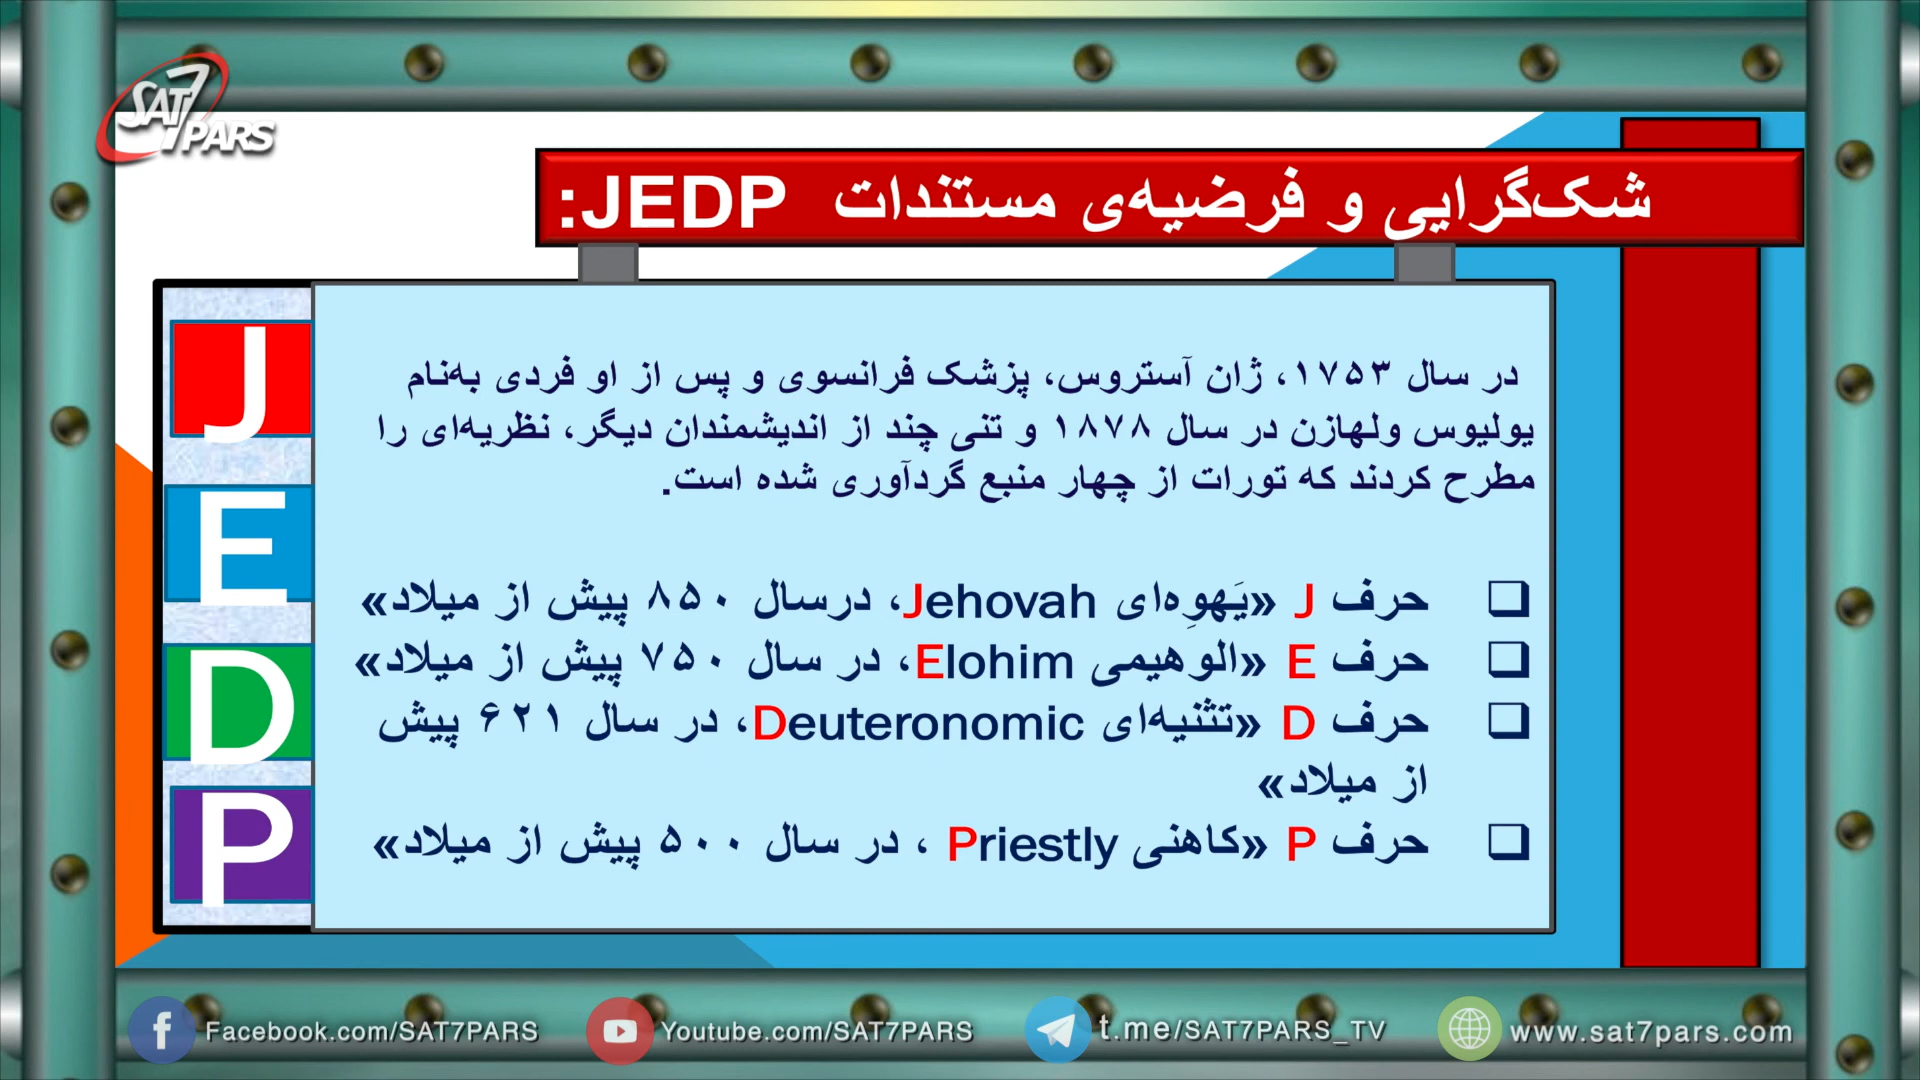 SAT7 PARS
شک‌گرایی و فرضیه‌ی مستندات JEDP:
J
E
D
P
در سال ۱۷۵۳، ژان آستروس، پزشک فرانسوی و پس از او فردی به‌نام
یولیوس ولهازن در سال ۱۸۷۸ و تنی چند از اندیشمندان دیگر، نظریه‌ای را
مطرح کردند که تورات از چهار منبع گردآوری شده است.
❑ حرف J «یَهوِه‌ای Jehovah، درسال ۸۵۰ پیش از میلاد»
❑ حرف E «الوهیمی Elohim، در سال ۷۵۰ پیش از میلاد»
❑ حرف D «تثنیه‌ای Deuteronomic، در سال ۶۲۱ پیش
از میلاد»
❑ حرف P «کاهنی Priestly ، در سال ۵۰۰ پیش از میلاد»
Facebook.com/SAT7PARS Youtube.com/SAT7PARS t.me/SAT7PARS_TV www.sat7pars.com